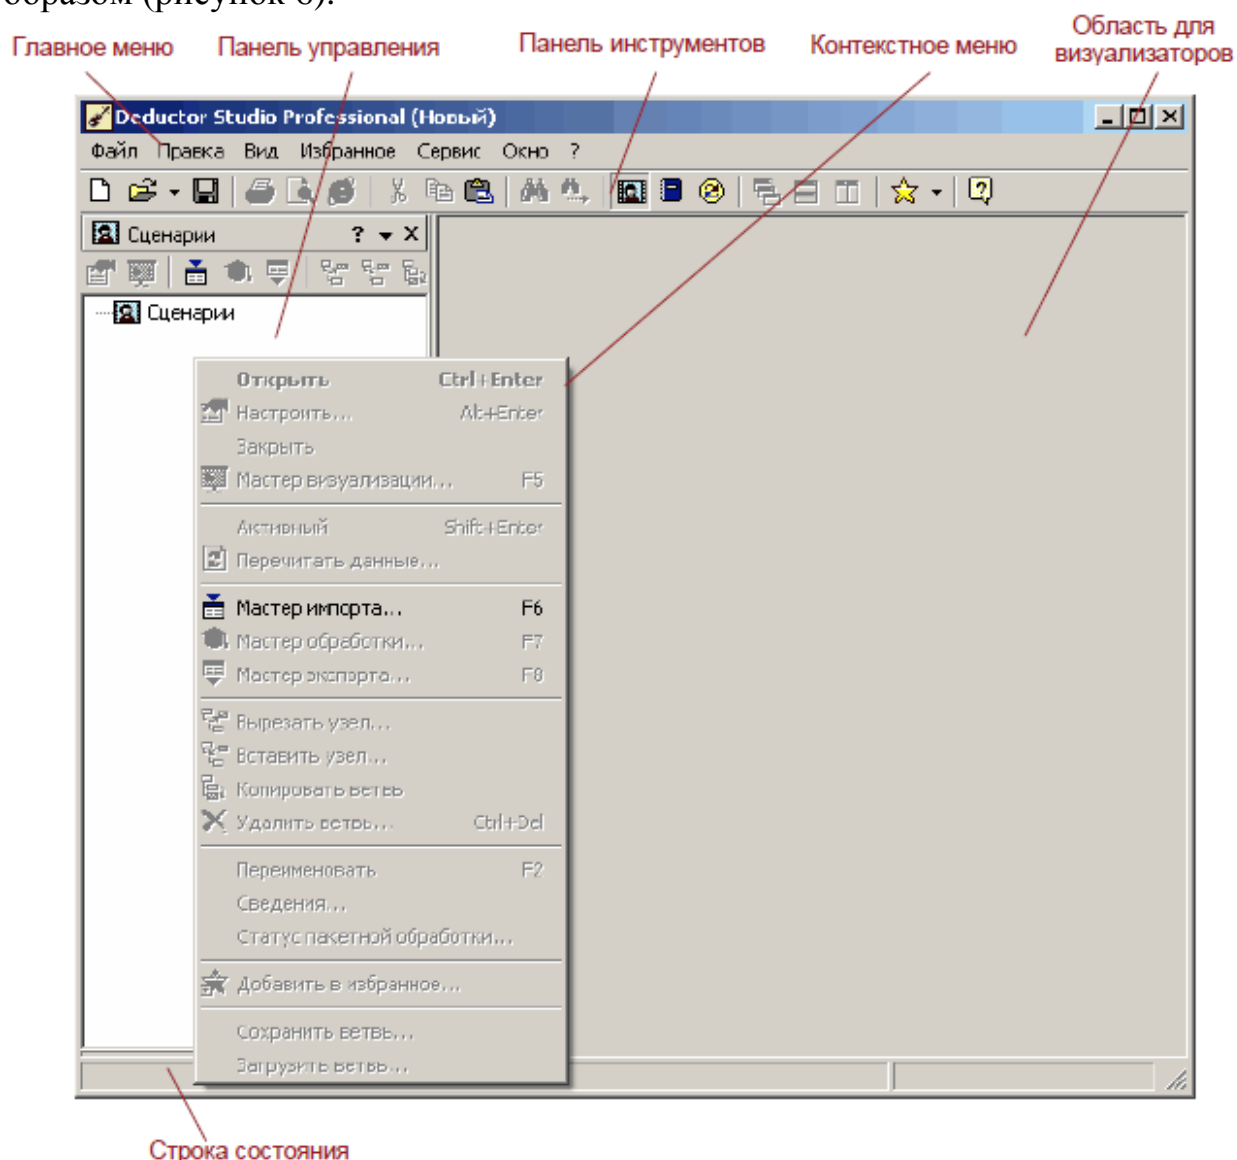 образом (рисунок 6).
Главное меню
Панель управления
Панель инструментов
Контекстное меню
Область для
визуализаторов
Deductor Studio Professional (Новый)
Файл Правка Вид Избранное Сервис Окно ?
Сценарии ?
Сценарии
Открыть Ctrl+Enter
Настроить... Alt+Enter
Закрыть
Мастер визуализации... F5
Активный Shift+Enter
Перечитать данные...
Мастер импорта... F6
Мастер обработки... F7
Мастер экспорта... F8
Вырезать узел...
Вставить узел...
Копировать ветвь
Удалить ветвь... Ctrl+Del
Переименовать F2
Сведения...
Статус пакетной обработки...
Добавить в избранное...
Сохранить ветвь...
Загрузить ветвь...
Строка состояния